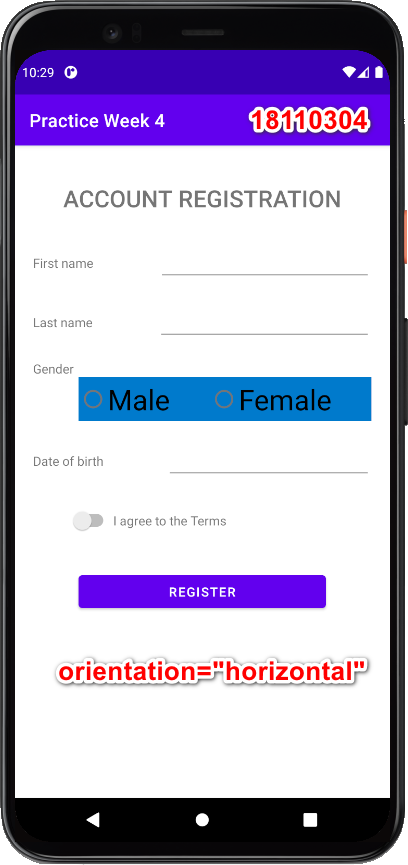 10:29
Practice Week 4
18110304
ACCOUNT REGISTRATION
First name
Last name
Gender
Male
Female
Date of birth
I agree to the Terms
REGISTER
orientation="horizontal"